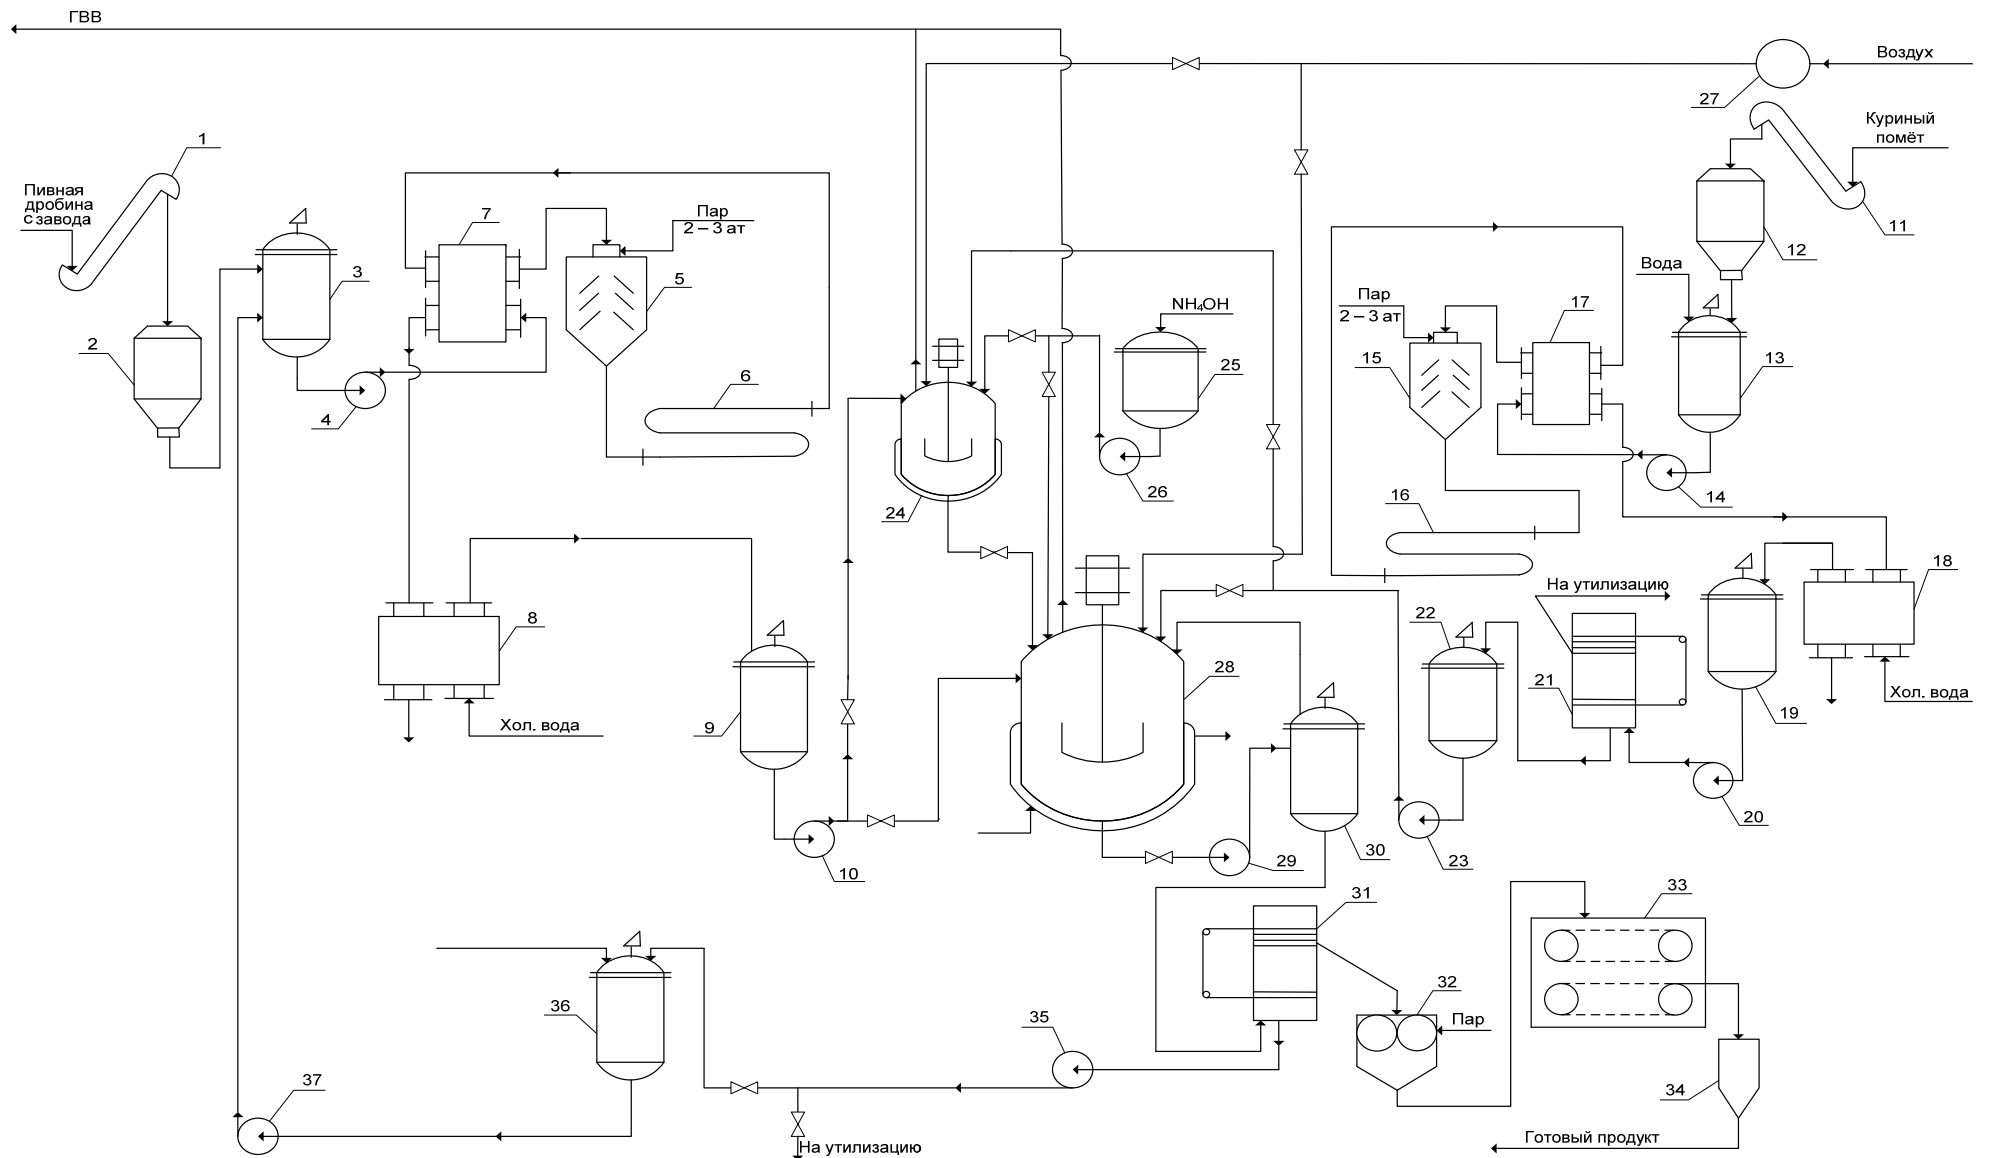 ГВВ
Воздух
27
Куриный
помёт
1
Пивная
дробина
с завода
7
Пар
2 – 3 ат
11
12
3
5
Вода
NH₄OH
Пар
2 – 3 ат
17
2
6
25
15
13
4
26
24
16
14
18
8
На утилизацию
22
28
21
9
Хол. вода
Хол. вода
19
20
10
29
30
23
31
33
32
36
35
Пар
37
34
На утилизацию
Готовый продукт